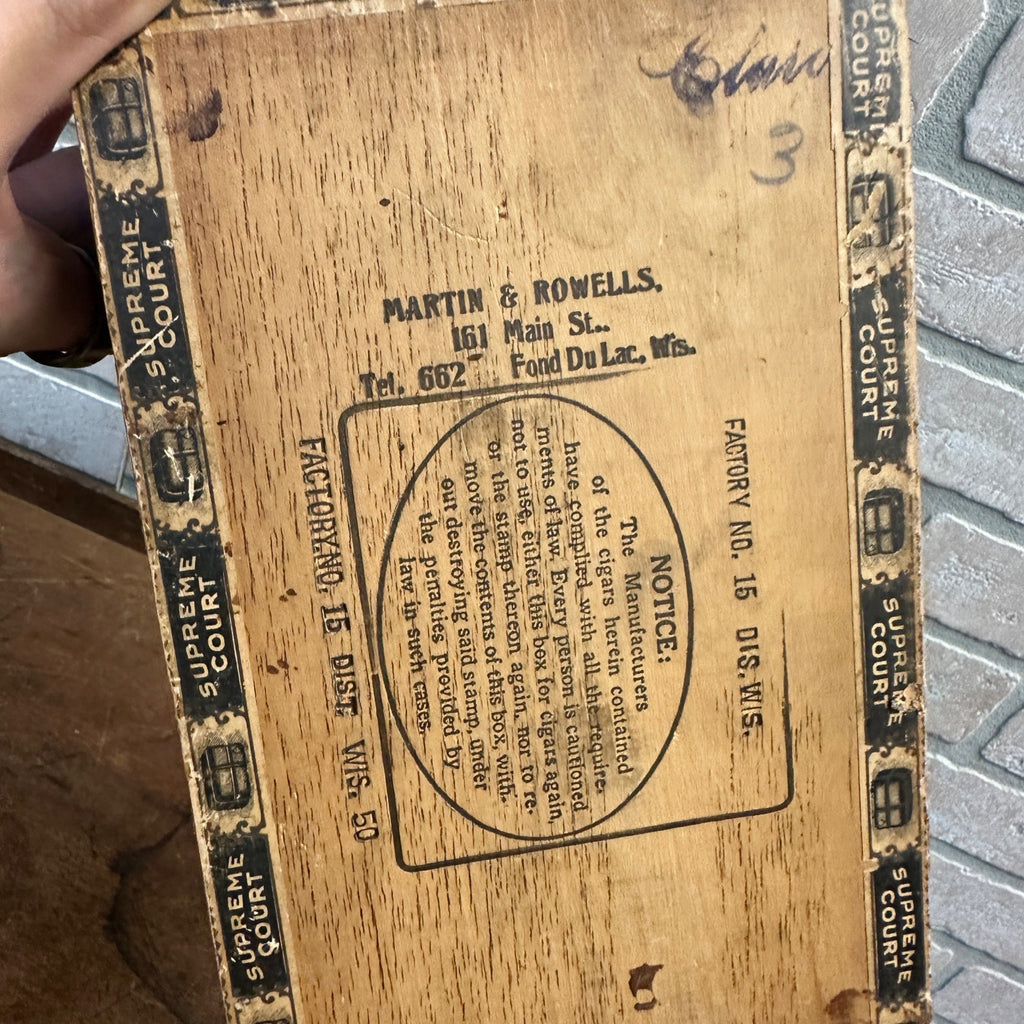 Clair
3
MARTIN & ROWELLS.
161 Main St..
Tel. 662 Fond Du Lac, Wis.
FACTORY NO. 15 DIS. WIS.
NOTICE:
The Manufacturers
of the cigars herein contained
have complied with all the require-
ments of law. Every person is cautioned
not to use, either this box for cigars again,
or the stamp thereon again, nor to re-
move the contents of this box, with-
out destroying said stamp, under
the penalties provided by
law in such cases.
FACTORY NO. 15 DIST. WIS. 50
SUPREME
COURT
SUPREME
COURT
SUPREME
COURT
SUPREME
COURT
SUPREME
COURT
SUPREME
COURT
SUPREME
COURT